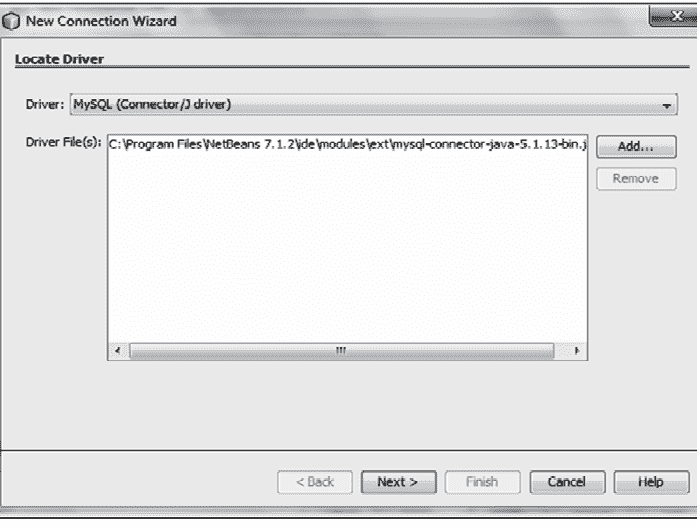 New Connection Wizard
Locate Driver
Driver: MySQL (Connector/J driver)
Driver File(s): C:\Program Files\NetBeans 7.1.2\ide\modules\ext\mysql-connector-java-5.1.13-bin.j
Add...
Remove
< Back Next > Finish Cancel Help